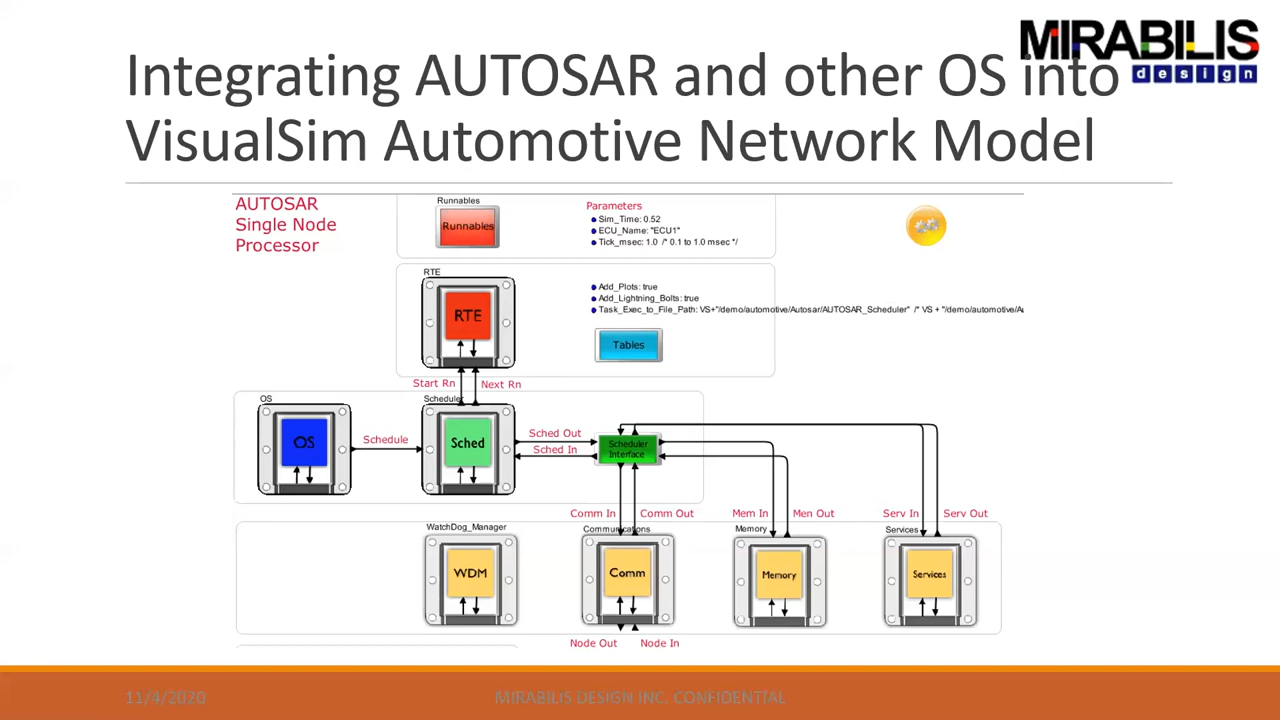 MIRABILIS
design
Integrating AUTOSAR and other OS into
VisualSim Automotive Network Model
AUTOSAR
Single Node
Processor
Runnables
Runnables
Parameters
Sim_Time: 0.52
ECU_Name: "ECU1"
Tick_msec: 1.0 /* 0.1 to 1.0 msec */
RTE
RTE
Add_Plots: true
Add_Lightning_Bolts: true
Task_Exec_to_File_Path: VS+"/demo/automotive/Autosar/AUTOSAR_Scheduler" /* VS + "/demo/automotive/Au
Tables
Start Rn
Next Rn
OS
OS
Schedule
Scheduler
Sched
Sched Out
Sched In
Scheduler
Interface
Comm In
Comm Out
Mem In
Men Out
Serv In
Serv Out
WatchDog_Manager
WDM
Communications
Comm
Memory
Memory
Services
Services
Node Out
Node In
11/4/2020
MIRABILIS DESIGN INC. CONFIDENTIAL